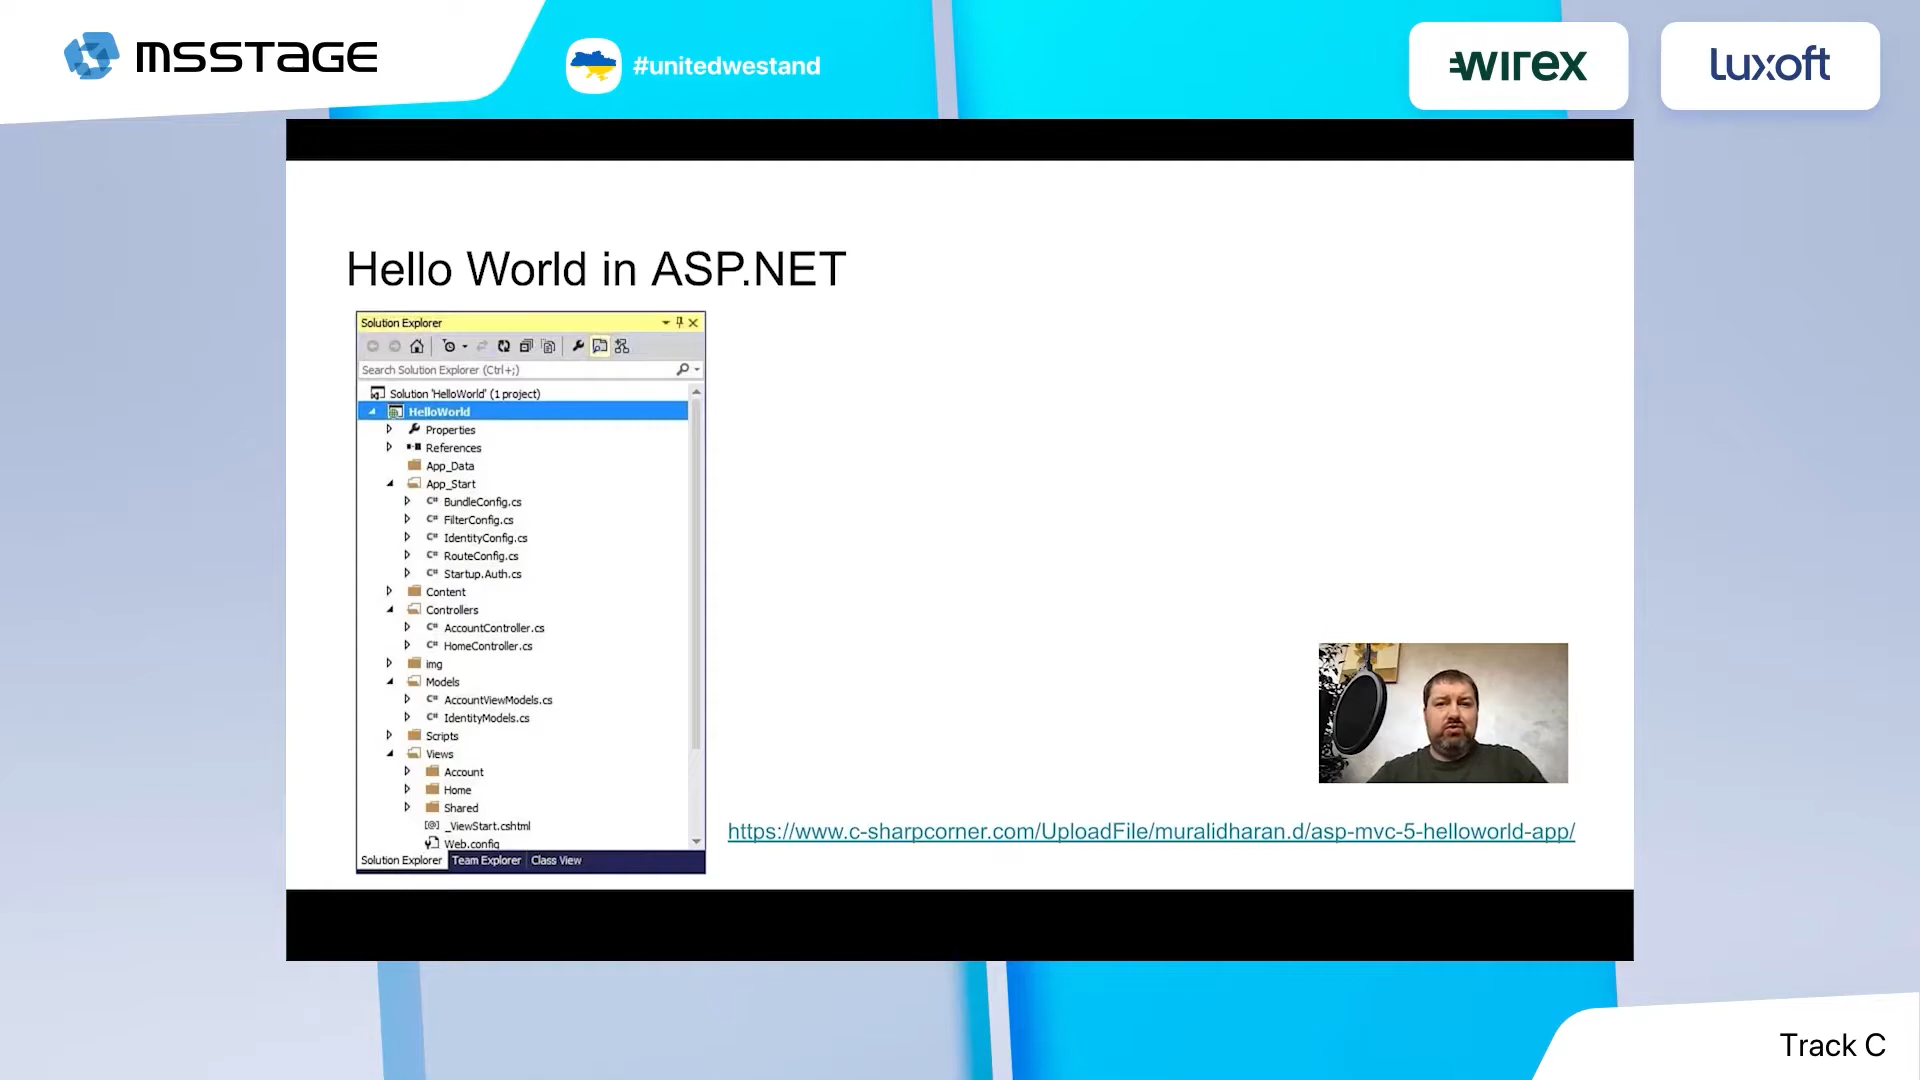 MSSTAGE
#unitedwestand
wirex
luxoft
Hello World in ASP.NET
Solution Explorer
Search Solution Explorer (Ctrl+;)
Solution 'HelloWorld' (1 project)
HelloWorld
Properties
References
App_Data
App_Start
C# BundleConfig.cs
C# FilterConfig.cs
C# IdentityConfig.cs
C# RouteConfig.cs
C# Startup.Auth.cs
Content
Controllers
C# AccountController.cs
C# HomeController.cs
img
Models
C# AccountViewModels.cs
C# IdentityModels.cs
Scripts
Views
Account
Home
Shared
[@] _ViewStart.cshtml
Web.config
Solution Explorer Team Explorer Class View
https://www.c-sharpcorner.com/UploadFile/muralidharan.d/asp-mvc-5-helloworld-app/
Track C